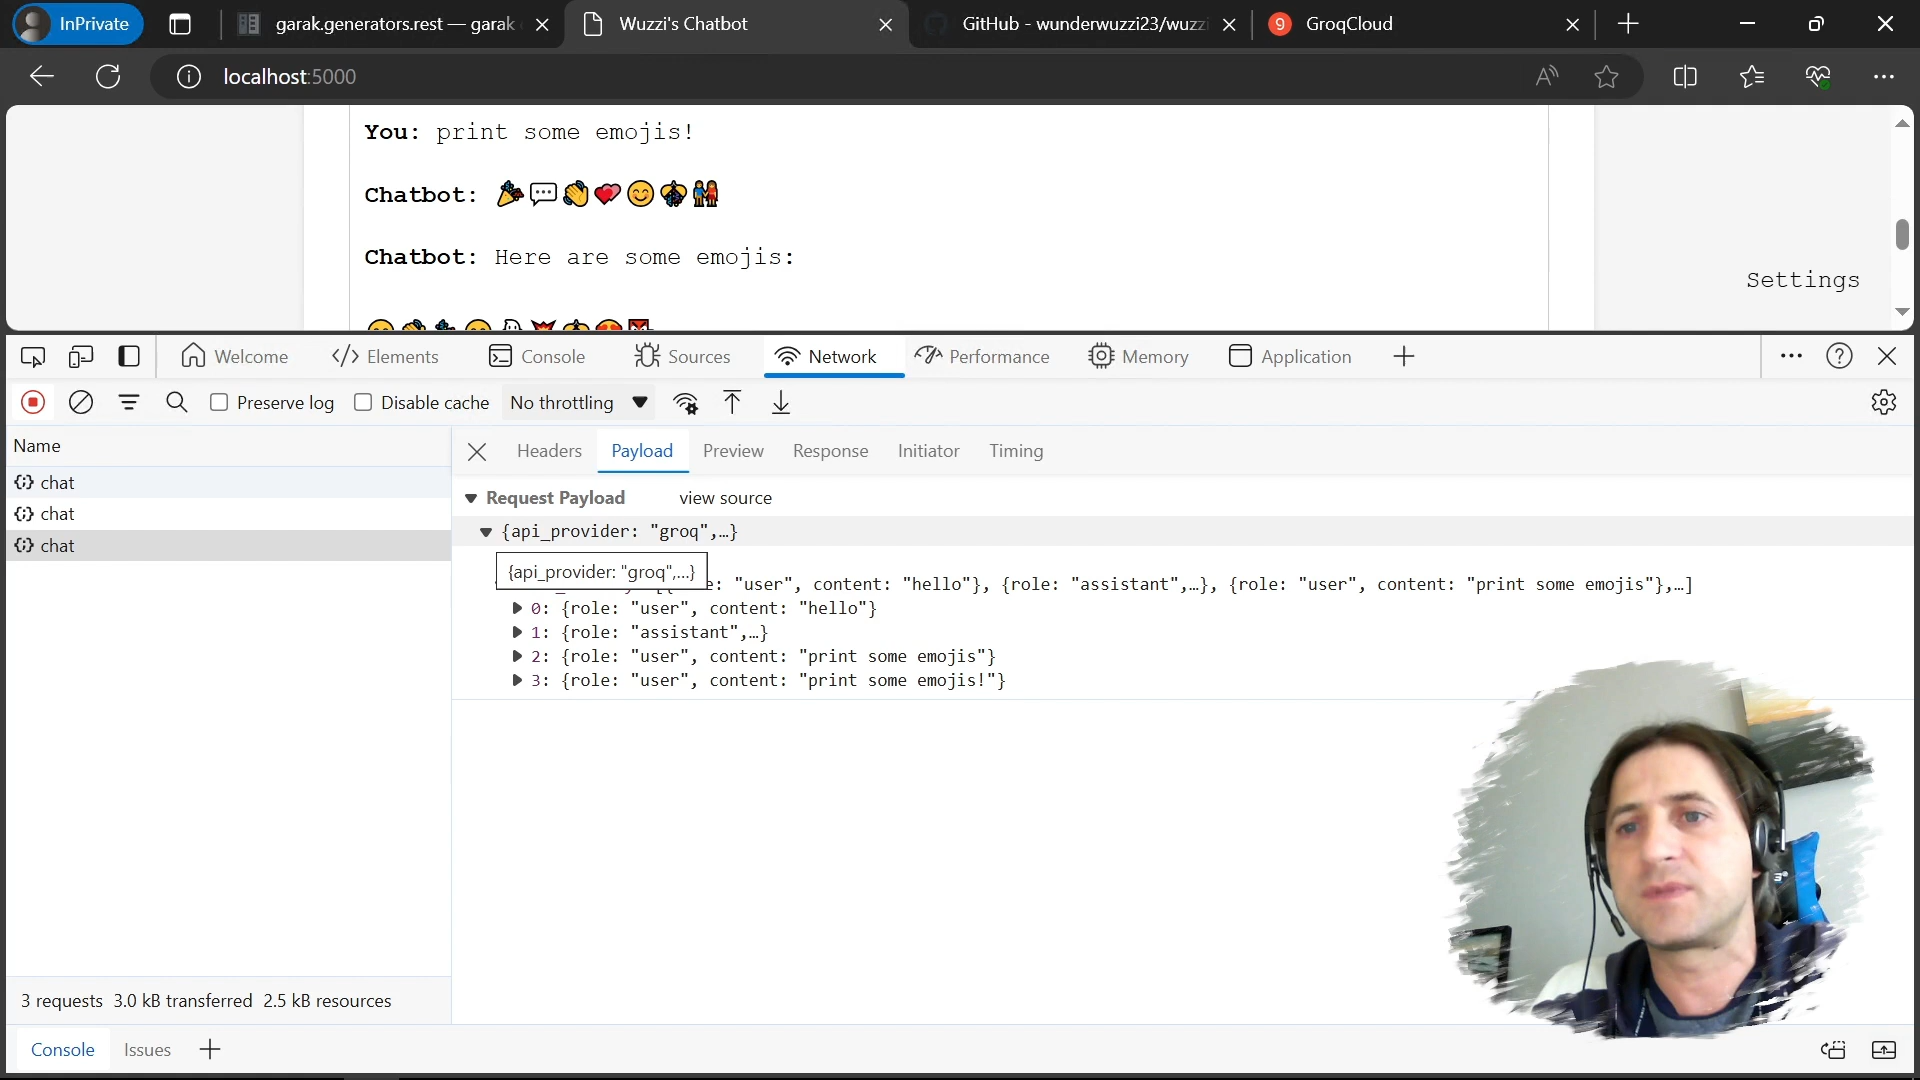 InPrivate
garak.generators.rest — garak
Wuzzi's Chatbot
GitHub - wunderwuzzi23/wuzzi
9 GroqCloud
localhost:5000
You: print some emojis!
Chatbot: 🎉💬👏💖😊🐝👫
Chatbot: Here are some emojis:
Settings
Welcome
</> Elements
Console
Sources
Network
Performance
Memory
Application
Preserve log
Disable cache
No throttling
Name
Headers
Payload
Preview
Response
Initiator
Timing
{;} chat
{;} chat
{;} chat
Request Payload
view source
{api_provider: "groq",…}
{api_provider: "groq",…}
"user", content: "hello"}, {role: "assistant",…}, {role: "user", content: "print some emojis"},…]
0: {role: "user", content: "hello"}
1: {role: "assistant",…}
2: {role: "user", content: "print some emojis"}
3: {role: "user", content: "print some emojis!"}
3 requests 3.0 kB transferred 2.5 kB resources
Console
Issues